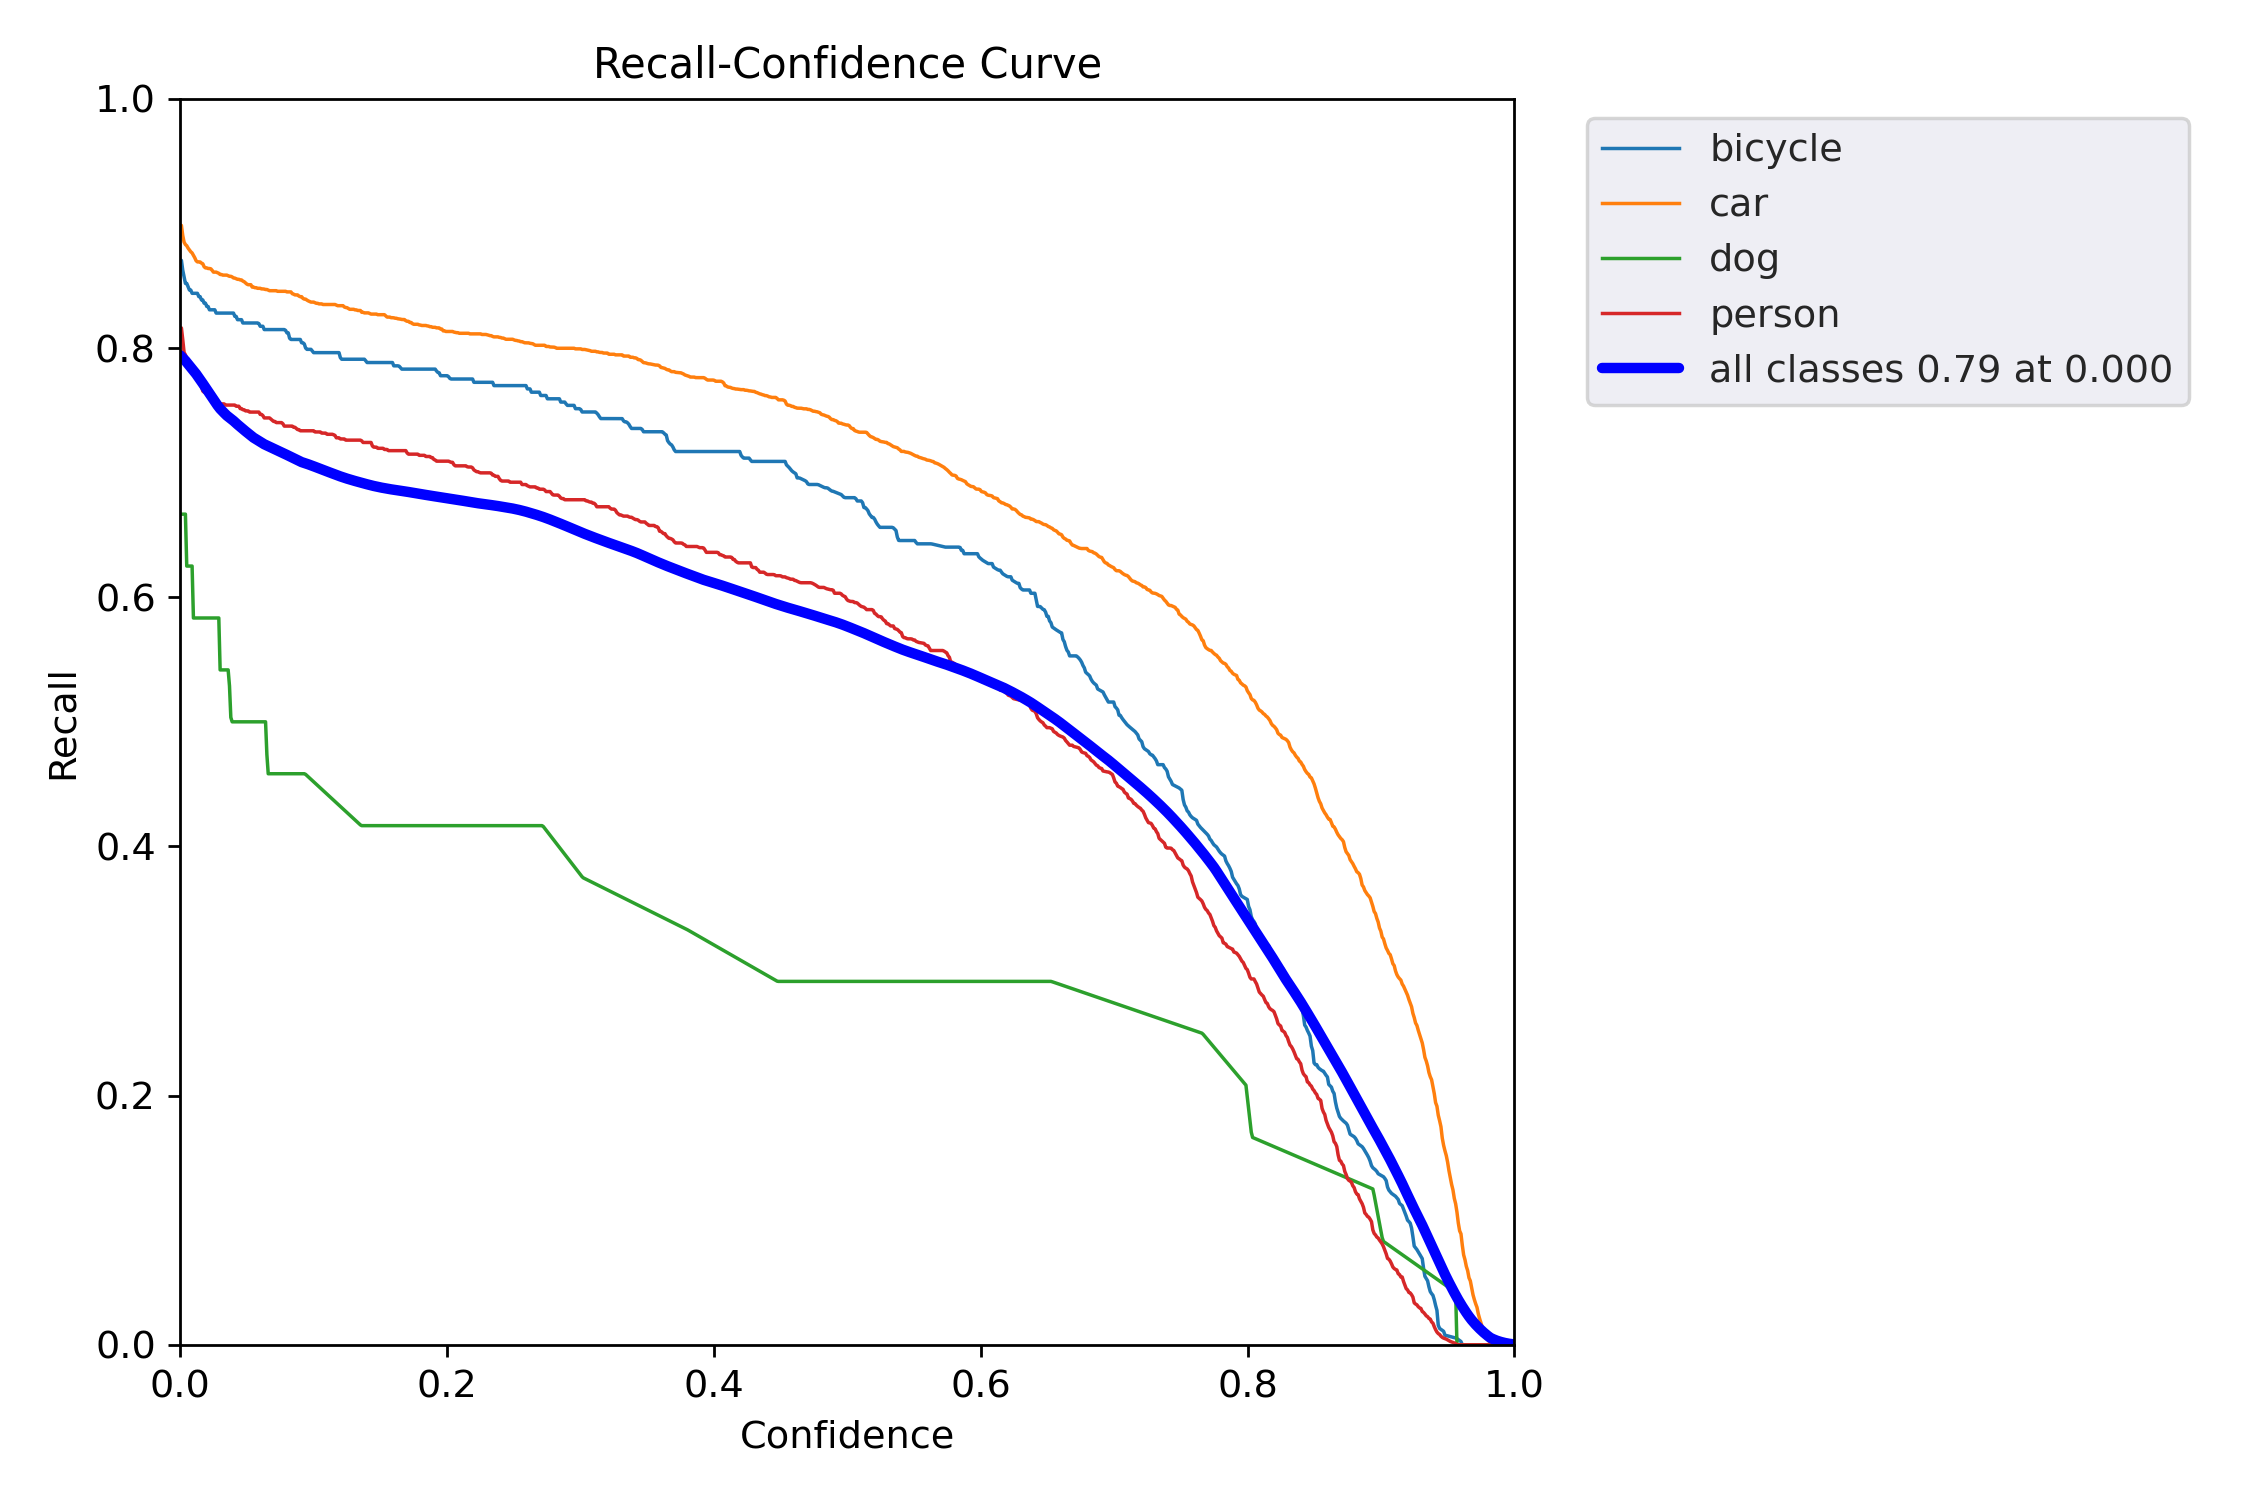 Recall-Confidence Curve
1.0
0.8
0.6
0.4
0.2
0.0
Recall
0.0 0.2 0.4 0.6 0.8 1.0
Confidence
bicycle
car
dog
person
all classes 0.79 at 0.000